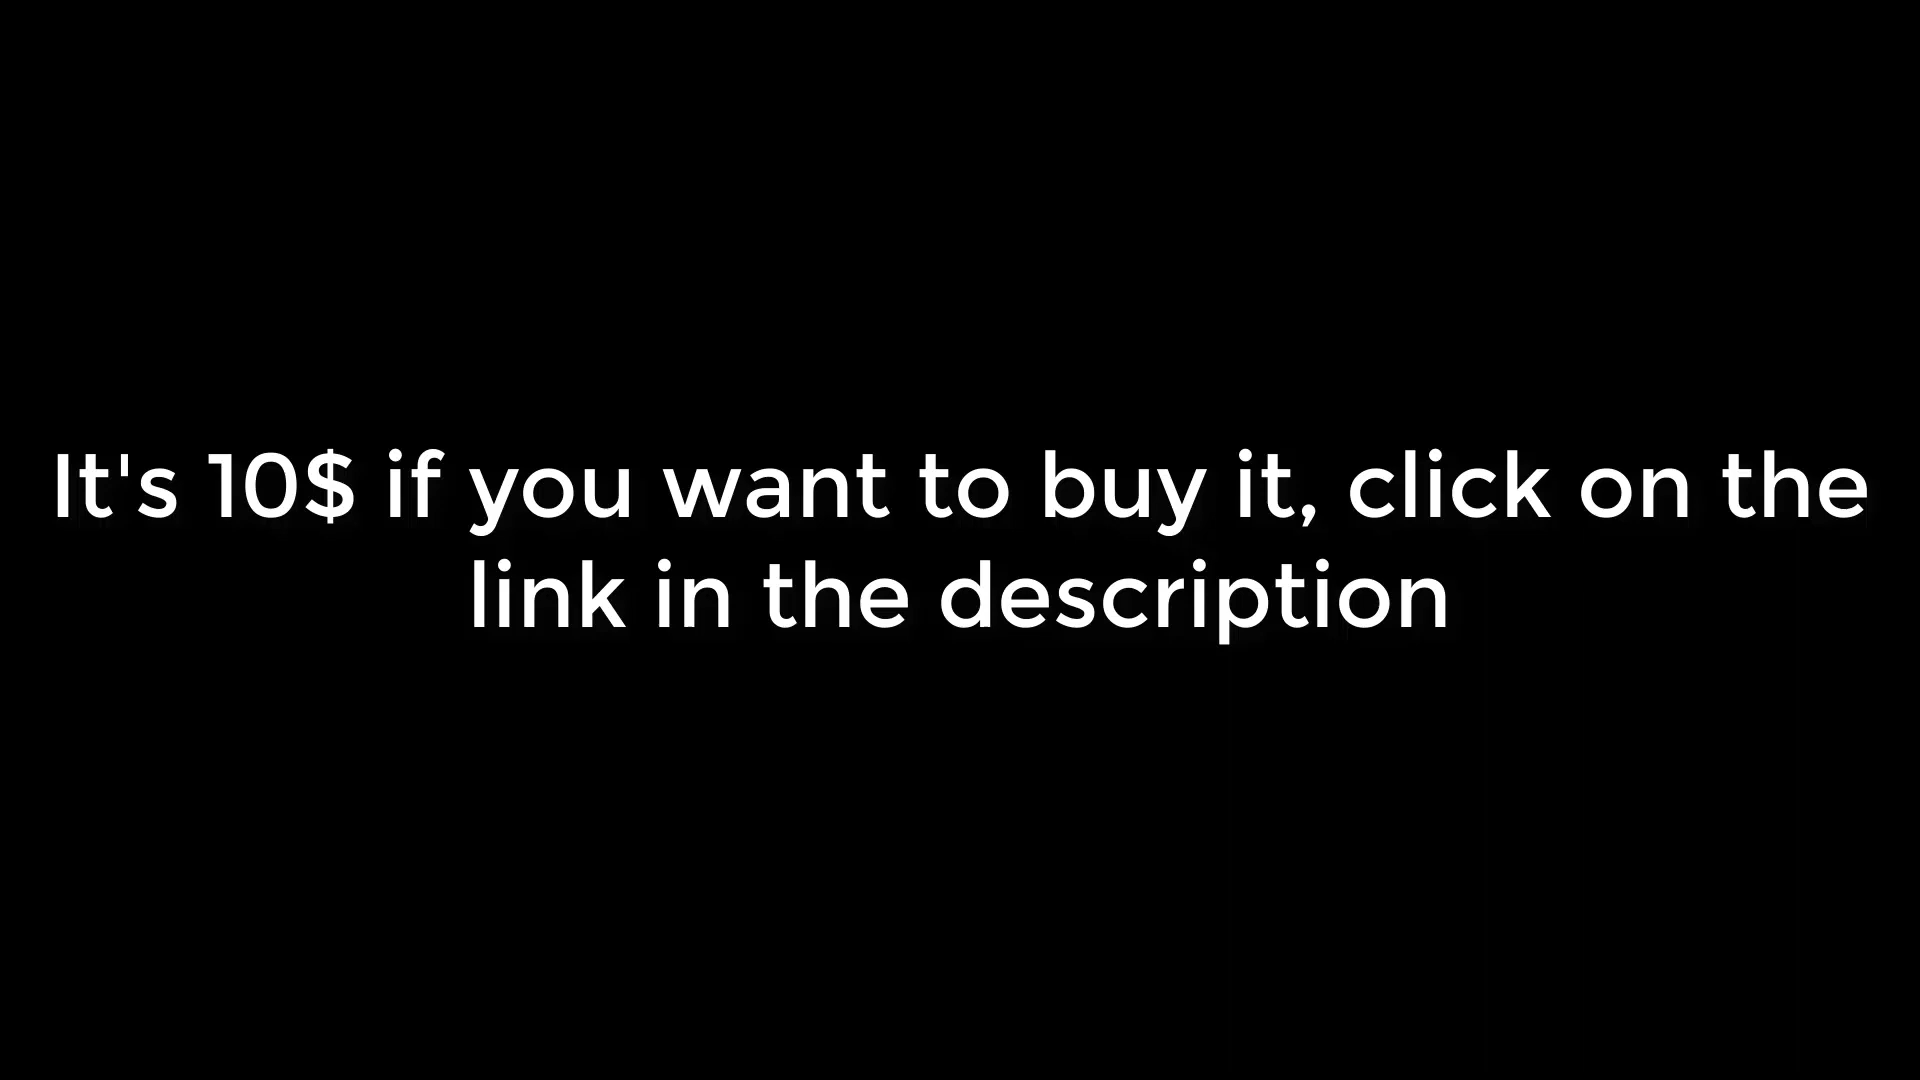 It's 10$ if you want to buy it, click on the
link in the description